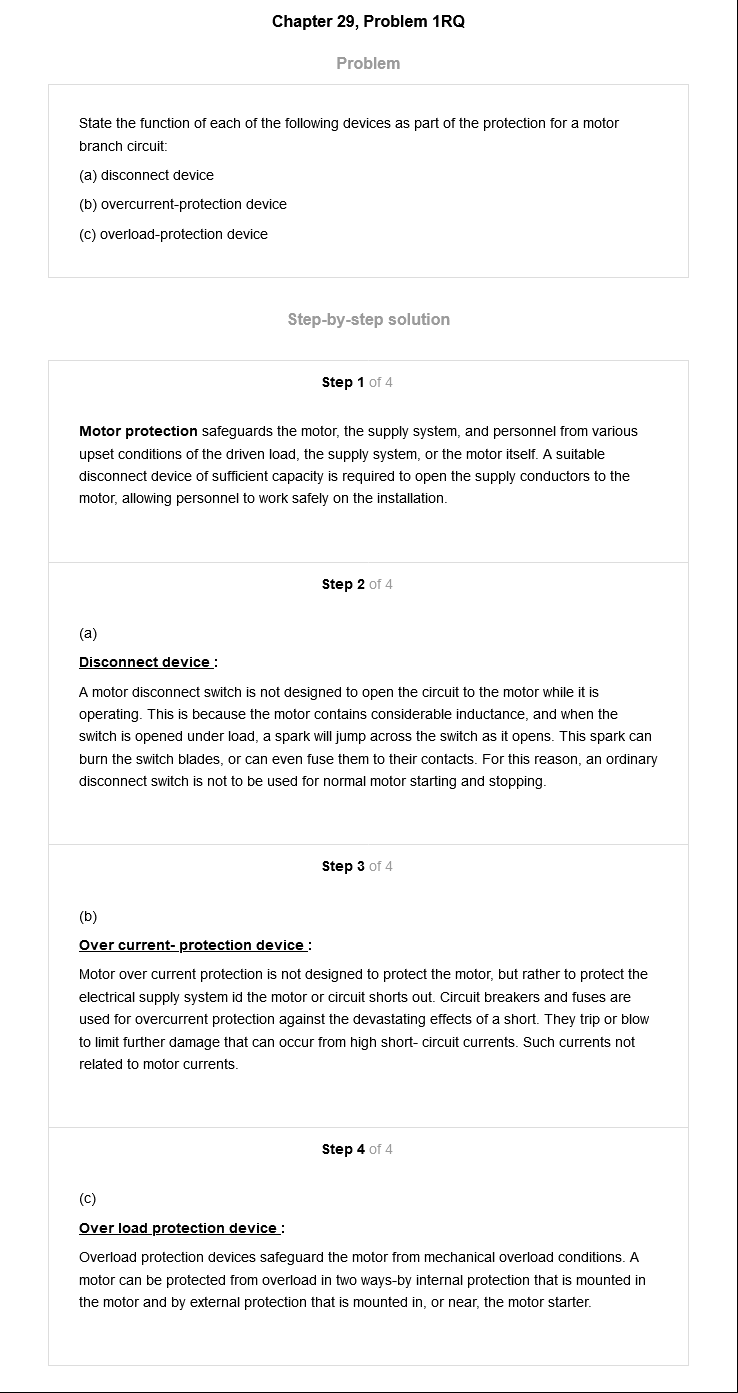 Chapter 29, Problem 1RQ
Problem
State the function of each of the following devices as part of the protection for a motor
branch circuit:
(a) disconnect device
(b) overcurrent-protection device
(c) overload-protection device
Step-by-step solution
Step 1 of 4
Motor protection safeguards the motor, the supply system, and personnel from various
upset conditions of the driven load, the supply system, or the motor itself. A suitable
disconnect device of sufficient capacity is required to open the supply conductors to the
motor, allowing personnel to work safely on the installation.
Step 2 of 4
(a)
Disconnect device :
A motor disconnect switch is not designed to open the circuit to the motor while it is
operating. This is because the motor contains considerable inductance, and when the
switch is opened under load, a spark will jump across the switch as it opens. This spark can
burn the switch blades, or can even fuse them to their contacts. For this reason, an ordinary
disconnect switch is not to be used for normal motor starting and stopping.
Step 3 of 4
(b)
Over current- protection device :
Motor over current protection is not designed to protect the motor, but rather to protect the
electrical supply system id the motor or circuit shorts out. Circuit breakers and fuses are
used for overcurrent protection against the devastating effects of a short. They trip or blow
to limit further damage that can occur from high short- circuit currents. Such currents not
related to motor currents.
Step 4 of 4
(c)
Over load protection device :
Overload protection devices safeguard the motor from mechanical overload conditions. A
motor can be protected from overload in two ways-by internal protection that is mounted in
the motor and by external protection that is mounted in, or near, the motor starter.